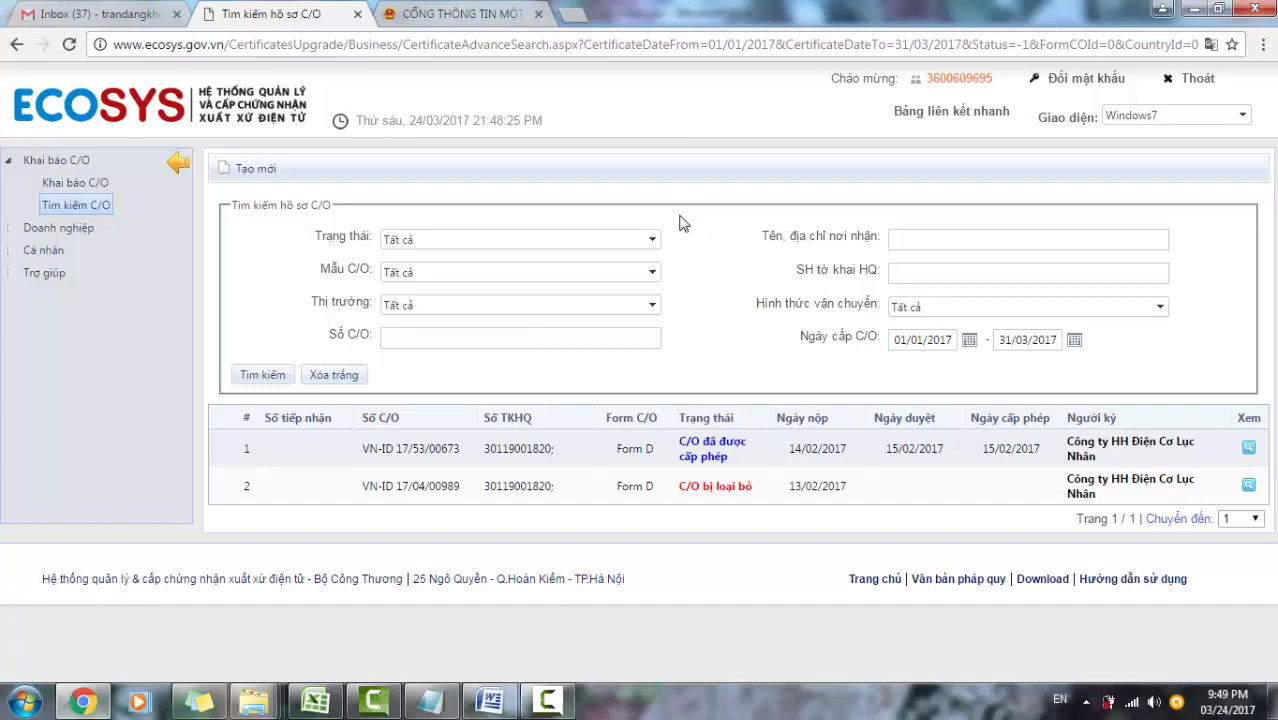 Inbox (37) - trandangkho
Tìm kiếm hồ sơ C/O
CỔNG THÔNG TIN MỘT
www.ecosys.gov.vn/CertificatesUpgrade/Business/CertificateAdvanceSearch.aspx?CertificateDateFrom=01/01/2017&CertificateDateTo=31/03/2017&Status=-1&FormCOId=0&CountryId=0
ECOSYS
HỆ THỐNG QUẢN LÝ
VÀ CẤP CHỨNG NHẬN
XUẤT XỨ ĐIỆN TỬ
Thứ sáu, 24/03/2017 21:48:25 PM
Chào mừng: 3600609695 Đổi mật khẩu Thoát
Bảng liên kết nhanh Giao diện: Windows7
Khai báo C/O
Khai báo C/O
Tìm kiếm C/O
Doanh nghiệp
Cá nhân
Trợ giúp
Tạo mới
Tìm kiếm hồ sơ C/O
Trạng thái: Tất cả Tên, địa chỉ nơi nhận:
Mẫu C/O: Tất cả SH tờ khai HQ:
Thị trường: Tất cả Hình thức vận chuyển: Tất cả
Số C/O: Ngày cấp C/O: 01/01/2017 - 31/03/2017
Tìm kiếm Xóa trắng
# Số tiếp nhận Số C/O Số TKHQ Form C/O Trạng thái Ngày nộp Ngày duyệt Ngày cấp phép Người ký Xem
1 VN-ID 17/53/00673 30119001820; Form D C/O đã được cấp phép 14/02/2017 15/02/2017 15/02/2017 Công ty HH Điện Cơ Lục Nhân
2 VN-ID 17/04/00989 30119001820; Form D C/O bị loại bỏ 13/02/2017 Công ty HH Điện Cơ Lục Nhân
Trang 1 / 1 | Chuyển đến: 1
Hệ thống quản lý & cấp chứng nhận xuất xứ điện tử - Bộ Công Thương | 25 Ngô Quyền - Q.Hoàn Kiếm - TP.Hà Nội
Trang chủ | Văn bản pháp quy | Download | Hướng dẫn sử dụng
EN
9:49 PM
03/24/2017